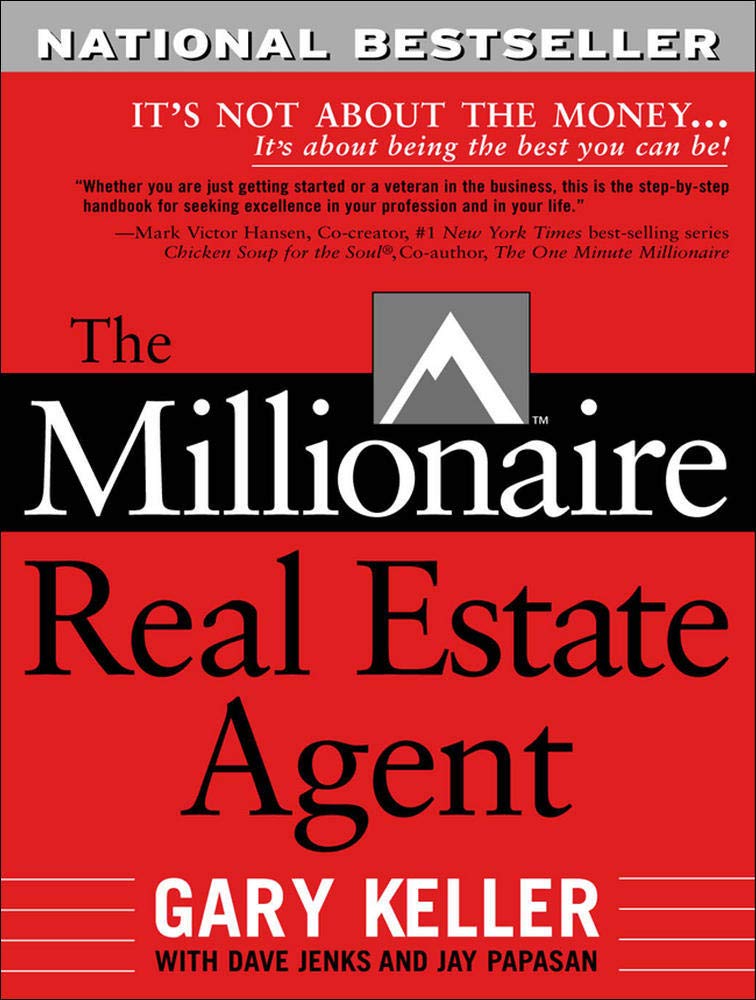 NATIONAL BESTSELLER
IT'S NOT ABOUT THE MONEY...
It's about being the best you can be!
"Whether you are just getting started or a veteran in the business, this is the step-by-step
handbook for seeking excellence in your profession and in your life."
—Mark Victor Hansen, Co-creator, #1 New York Times best-selling series
Chicken Soup for the Soul®, Co-author, The One Minute Millionaire
The
TM
Millionaire
Real Estate
Agent
GARY KELLER
WITH DAVE JENKS AND JAY PAPASAN